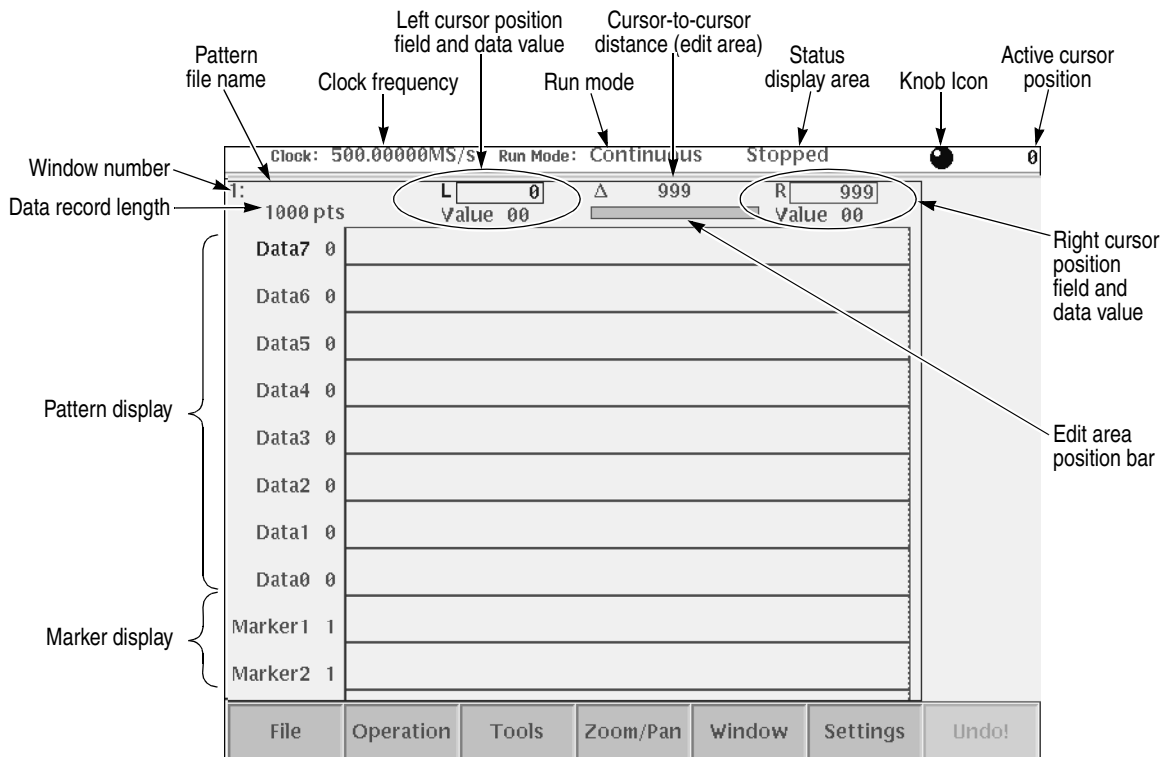 Left cursor position
field and data value
Cursor-to-cursor
distance (edit area)
Pattern
file name
Clock frequency
Run mode
Status
display area
Knob Icon
Active cursor
position
Window number
Data record length
Clock: 500.00000MS/s Run Mode: Continuous Stopped 0
1: L 0 Δ 999 R 999
1000 pts Value 00 Value 00
Data7 0
Data6 0
Data5 0
Data4 0
Data3 0
Data2 0
Data1 0
Data0 0
Marker1 1
Marker2 1
Pattern display
Marker display
Right cursor
position
field and
data value
Edit area
position bar
File Operation Tools Zoom/Pan Window Settings Undo!